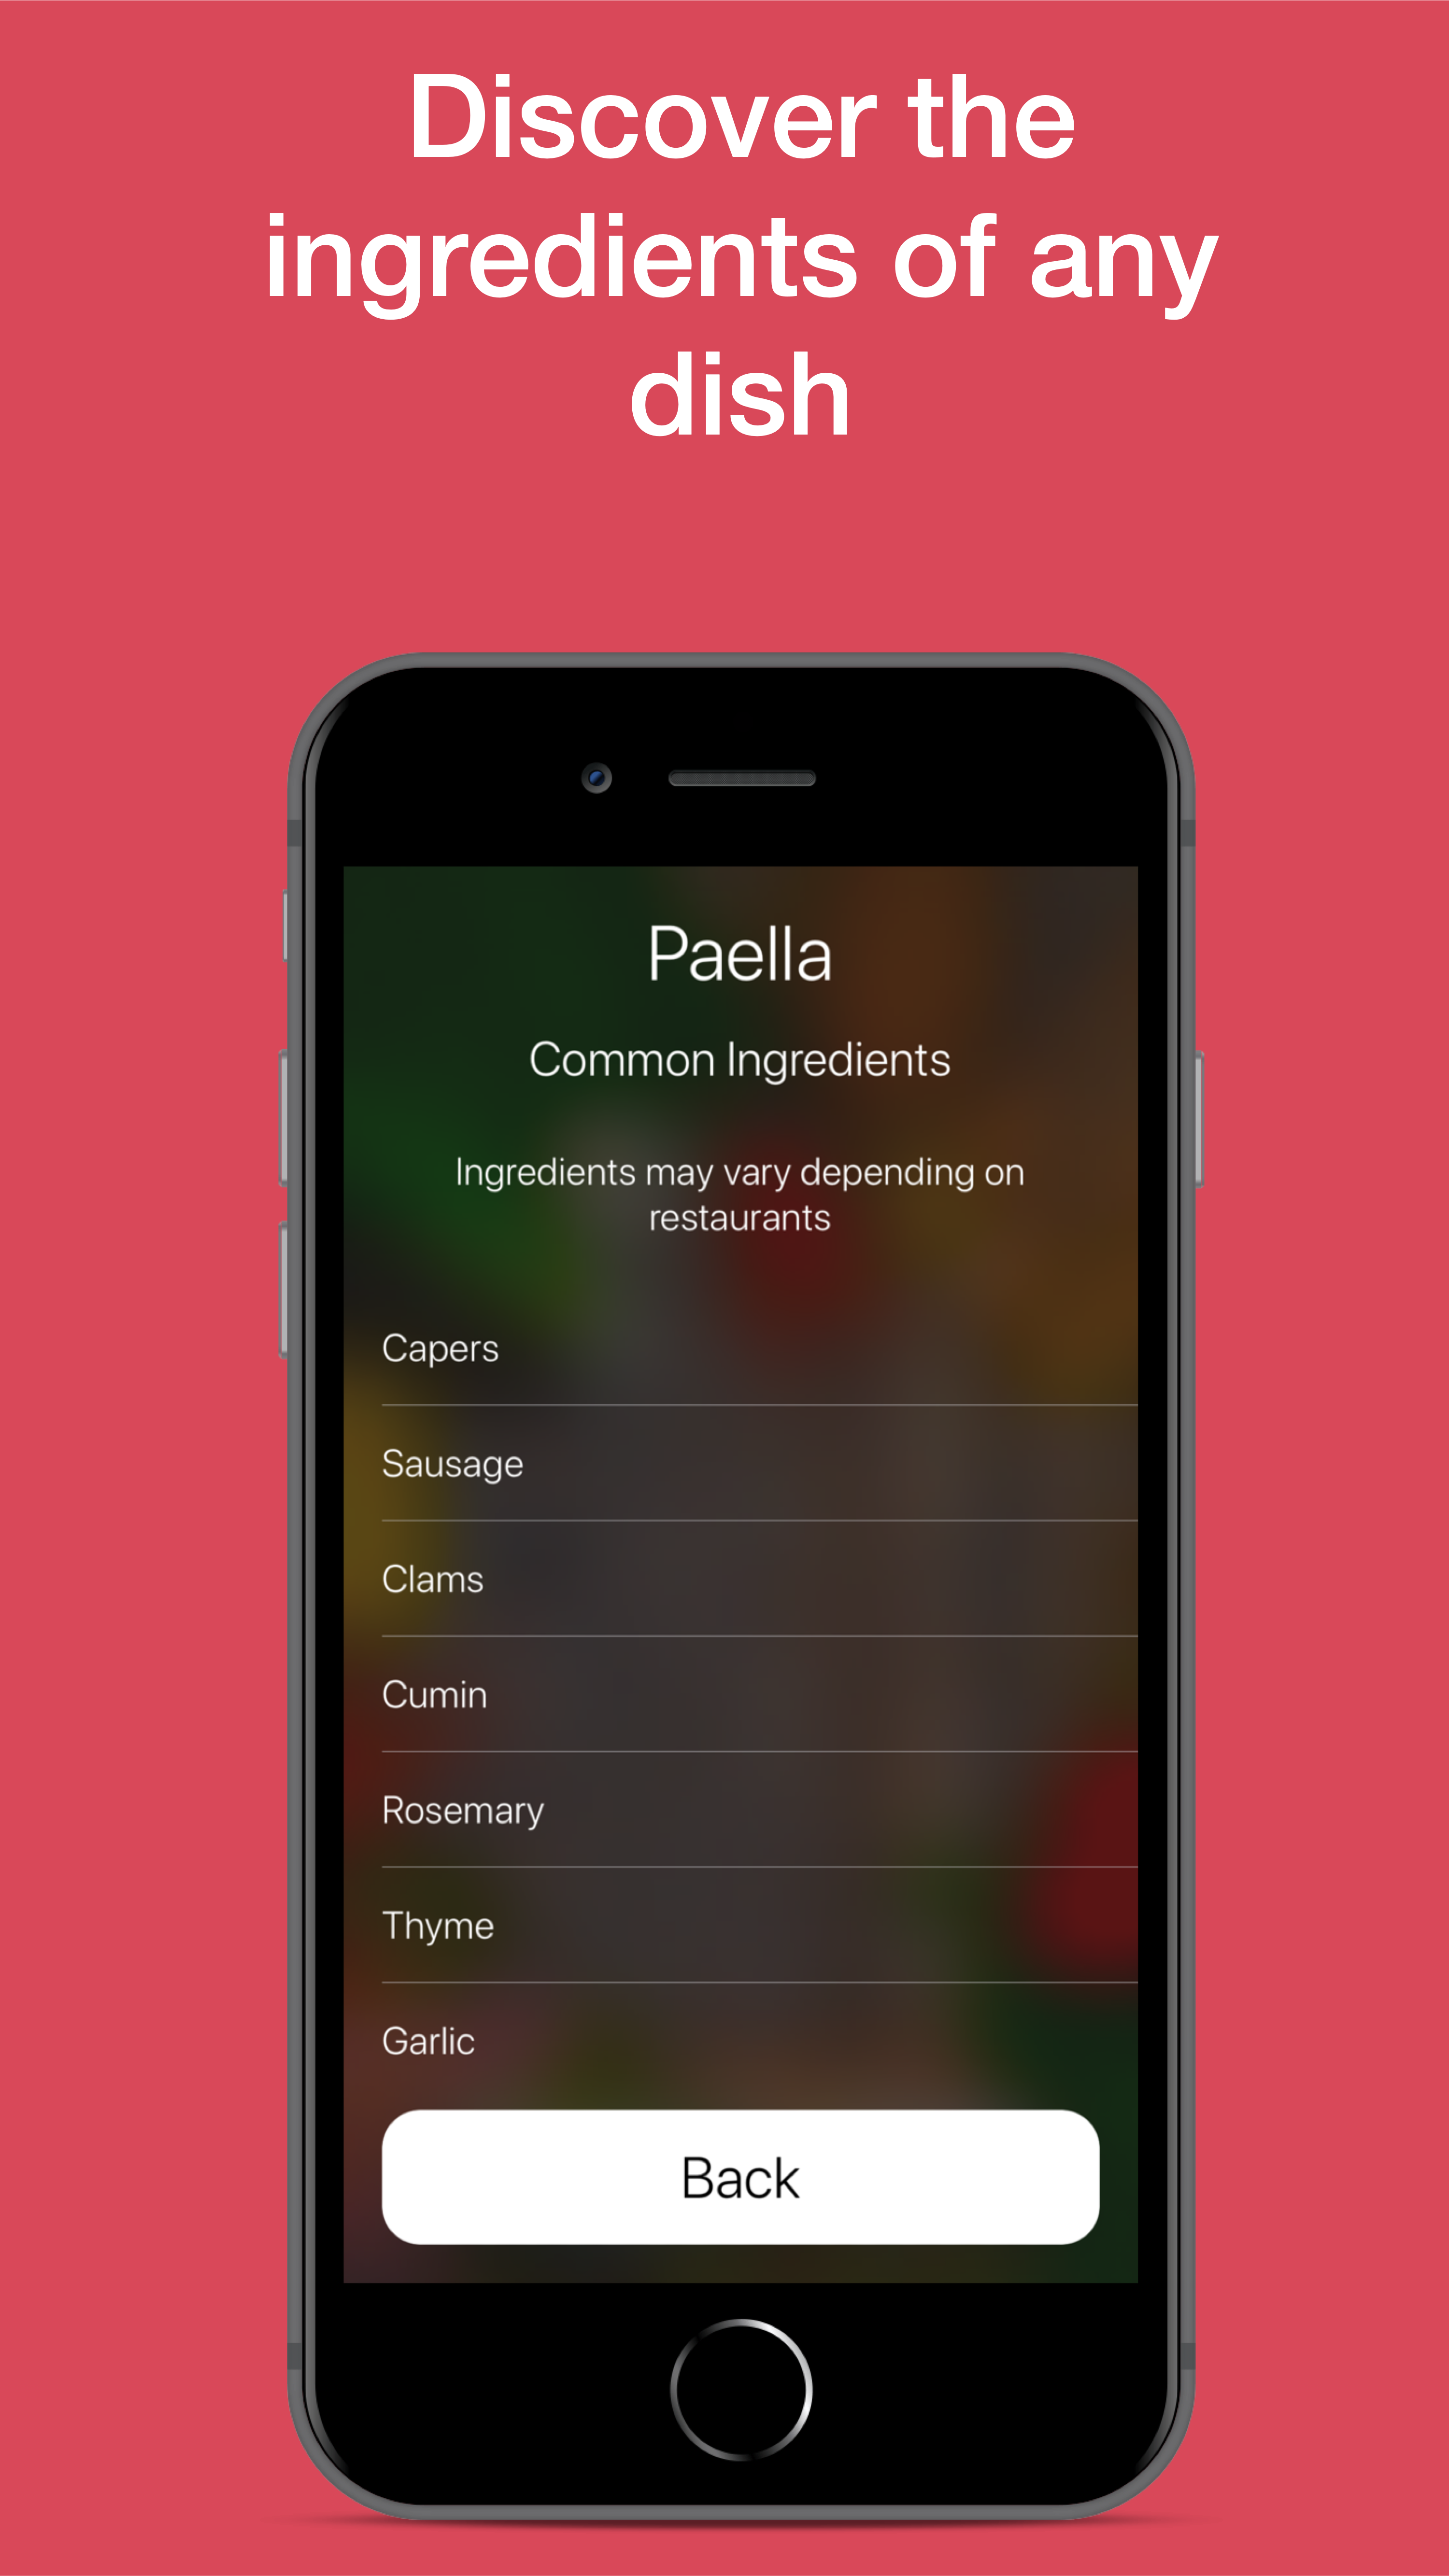 Discover the
ingredients of any
dish
Paella
Common Ingredients
Ingredients may vary depending on
restaurants
Capers
Sausage
Clams
Cumin
Rosemary
Thyme
Garlic
Back